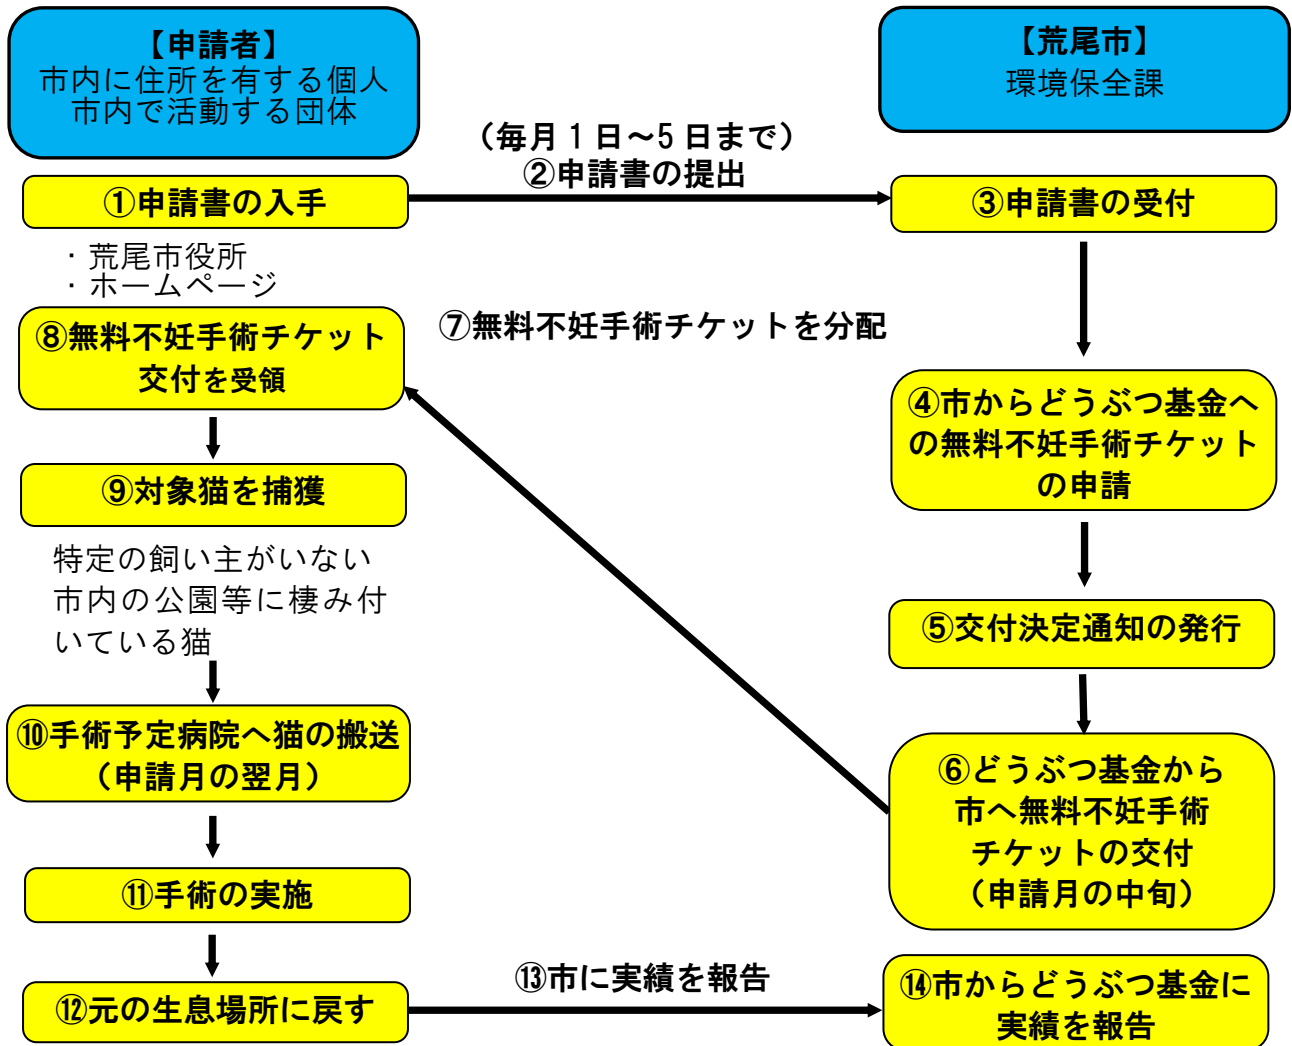 【申請者】
市内に住所を有する個人
市内で活動する団体
【荒尾市】
環境保全課
（毎月1日～5日まで）
②申請書の提出
①申請書の入手
③申請書の受付
・荒尾市役所
・ホームページ
⑦無料不妊手術チケットを分配
⑧無料不妊手術チケット
交付を受領
④市からどうぶつ基金へ
の無料不妊手術チケット
の申請
⑨対象猫を捕獲
特定の飼い主がいない
市内の公園等に棲み付
いている猫
⑤交付決定通知の発行
⑩手術予定病院へ猫の搬送
（申請月の翌月）
⑥どうぶつ基金から
市へ無料不妊手術
チケットの交付
（申請月の中旬）
⑪手術の実施
⑫元の生息場所に戻す
⑬市に実績を報告
⑭市からどうぶつ基金に
実績を報告